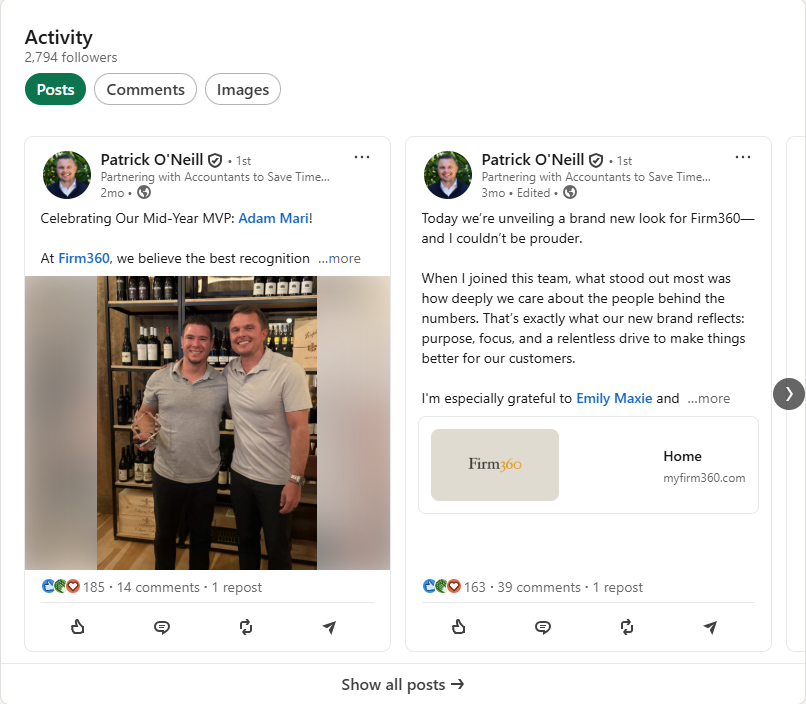 Activity
2,794 followers
Posts
Comments
Images
Patrick O'Neill • 1st
Partnering with Accountants to Save Time...
2mo •
Celebrating Our Mid-Year MVP: Adam Mari!
At Firm360, we believe the best recognition ...more
185 · 14 comments · 1 repost
Patrick O'Neill • 1st
Partnering with Accountants to Save Time...
3mo • Edited •
Today we’re unveiling a brand new look for Firm360—
and I couldn’t be prouder.
When I joined this team, what stood out most was
how deeply we care about the people behind the
numbers. That’s exactly what our new brand reflects:
purpose, focus, and a relentless drive to make things
better for our customers.
I'm especially grateful to Emily Maxie and ...more
Firm360
Home
myfirm360.com
163 · 39 comments · 1 repost
Show all posts →